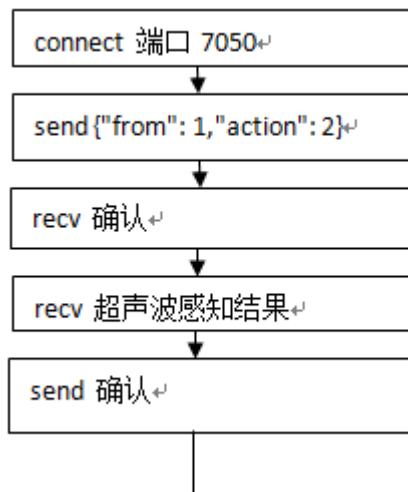 connect 端口 7050↵
send {"from": 1,"action": 2}↵
recv 确认↵
recv 超声波感知结果↵
send 确认↵